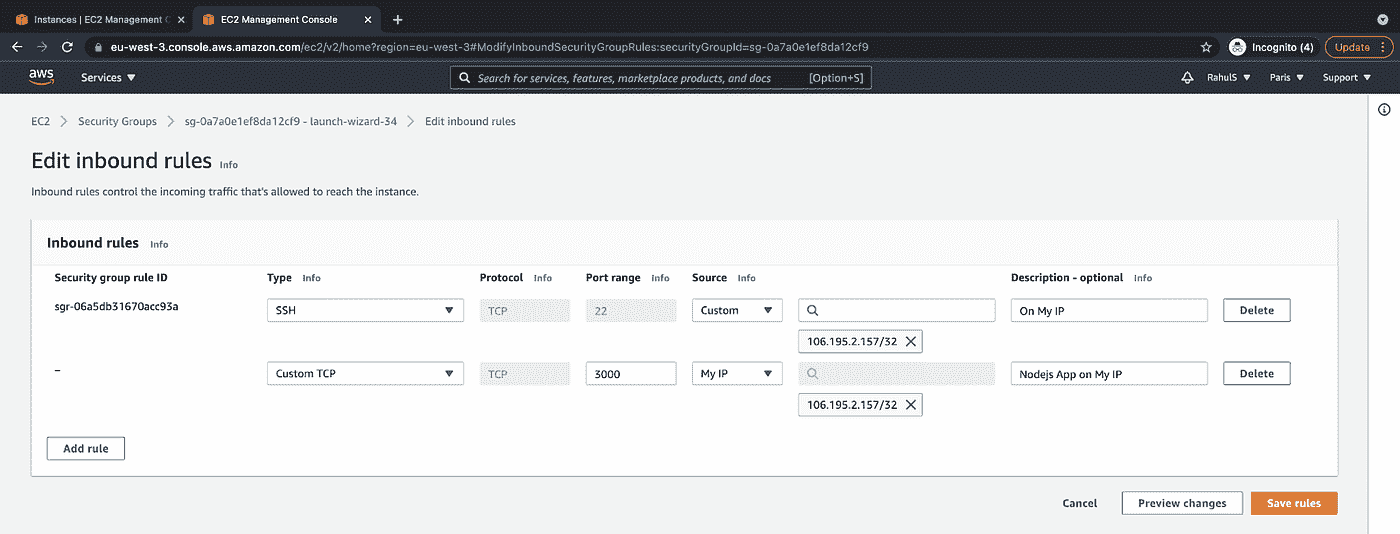 Instances | EC2 Management C
EC2 Management Console
eu-west-3.console.aws.amazon.com/ec2/v2/home?region=eu-west-3#ModifyInboundSecurityGroupRules:securityGroupId=sg-0a7a0e1ef8da12cf9
Incognito (4)
Update
aws
Services
Search for services, features, marketplace products, and docs
[Option+S]
RahulS
Paris
Support
EC2 > Security Groups > sg-0a7a0e1ef8da12cf9 - launch-wizard-34 > Edit inbound rules
Edit inbound rules Info
Inbound rules control the incoming traffic that's allowed to reach the instance.
Inbound rules Info
Security group rule ID Type Info Protocol Info Port range Info Source Info Description - optional Info
sgr-06a5db31670acc93a SSH TCP 22 Custom On My IP Delete
106.195.2.157/32
– Custom TCP TCP 3000 My IP Nodejs App on My IP Delete
106.195.2.157/32
Add rule
Cancel Preview changes Save rules